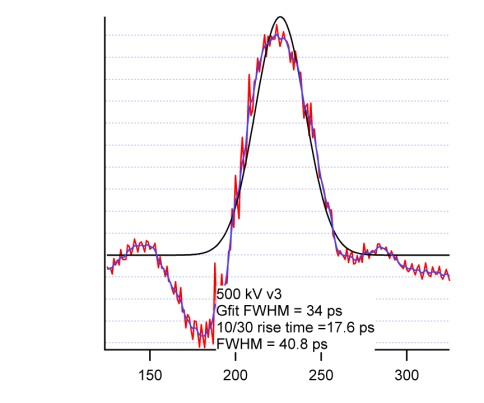 500 kV v3
Gfit FWHM = 34 ps
10/30 rise time =17.6 ps
FWHM = 40.8 ps
150 200 250 300